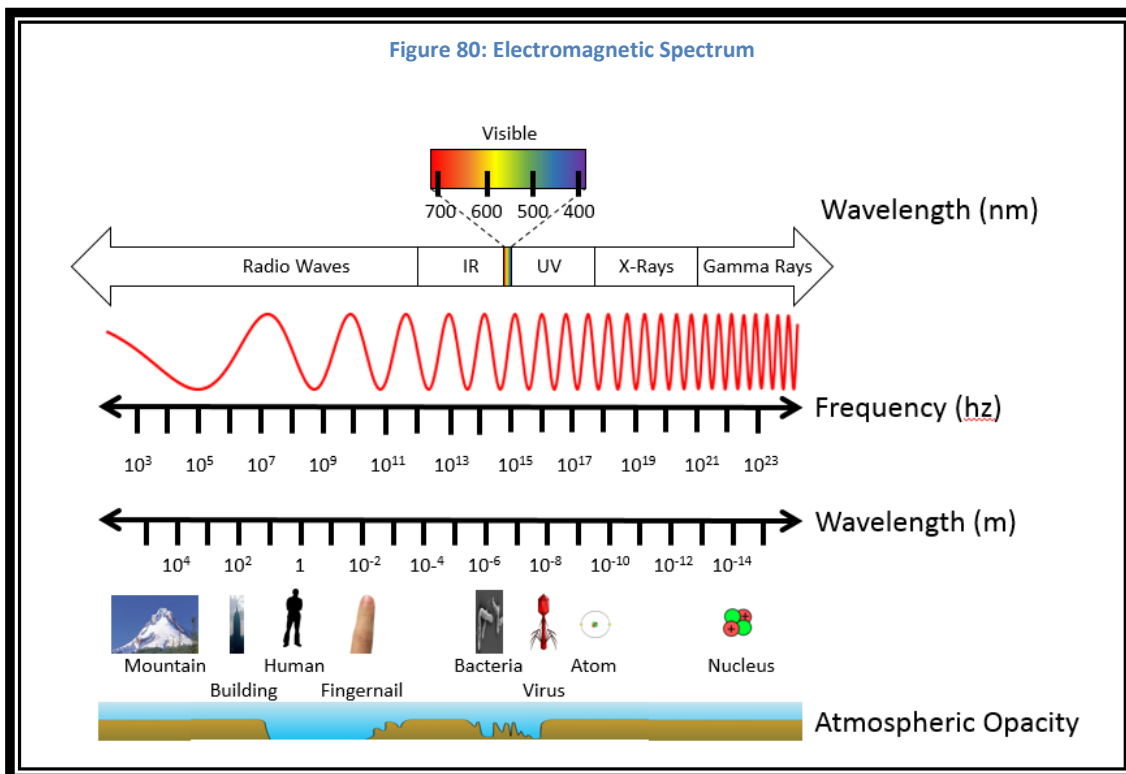 Figure 80: Electromagnetic Spectrum
Visible
700 600 500 400
Wavelength (nm)
Radio Waves IR UV X-Rays Gamma Rays
Frequency (hz)
10³ 10⁵ 10⁷ 10⁹ 10¹¹ 10¹³ 10¹⁵ 10¹⁷ 10¹⁹ 10²¹ 10²³
Wavelength (m)
10⁴ 10² 1 10⁻² 10-⁴ 10⁻⁶ 10⁻⁸ 10⁻¹⁰ 10⁻¹² 10⁻¹⁴
Mountain Human Bacteria Atom Nucleus
Building Fingernail Virus
Atmospheric Opacity